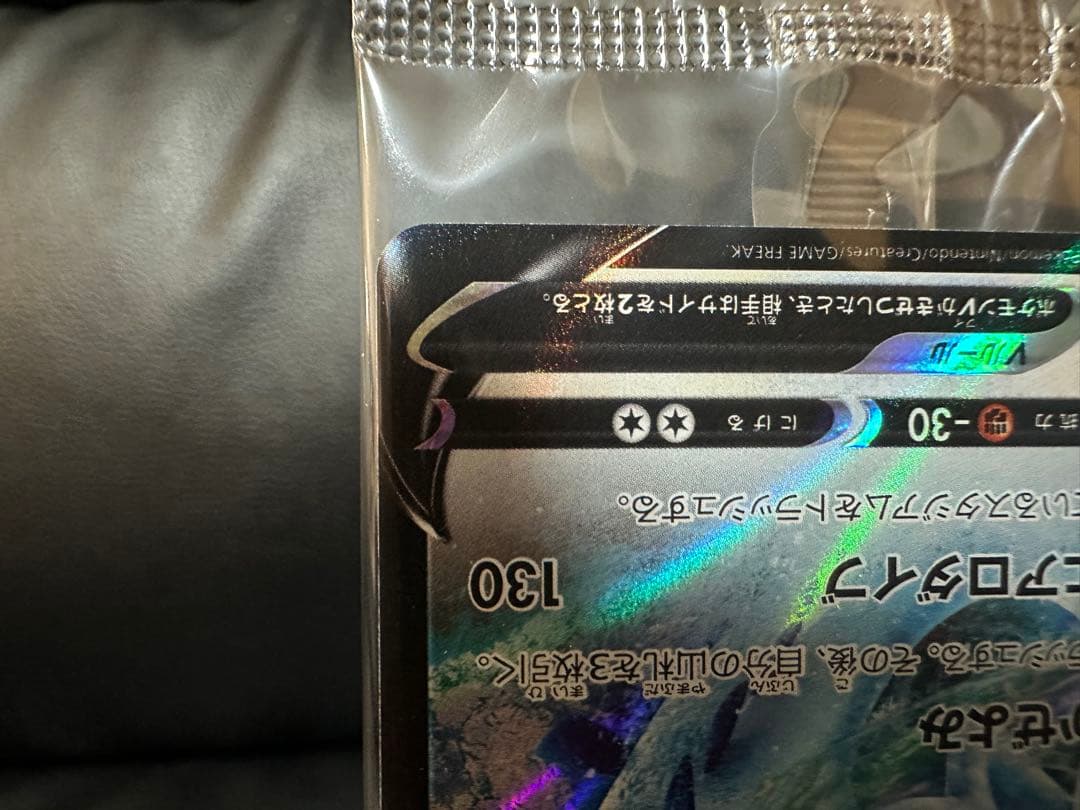 かぜよみ
ッシュする。その後、自分の山札を3枚引く。
エアロダイブ 130
ているスタジアムをトラッシュする。
抗力 -30 にげる
Vルール
ポケモンVがきぜつしたとき、相手はサイドを2枚とる。
kémon/Nintendo/Creatures/GAME FREAK.